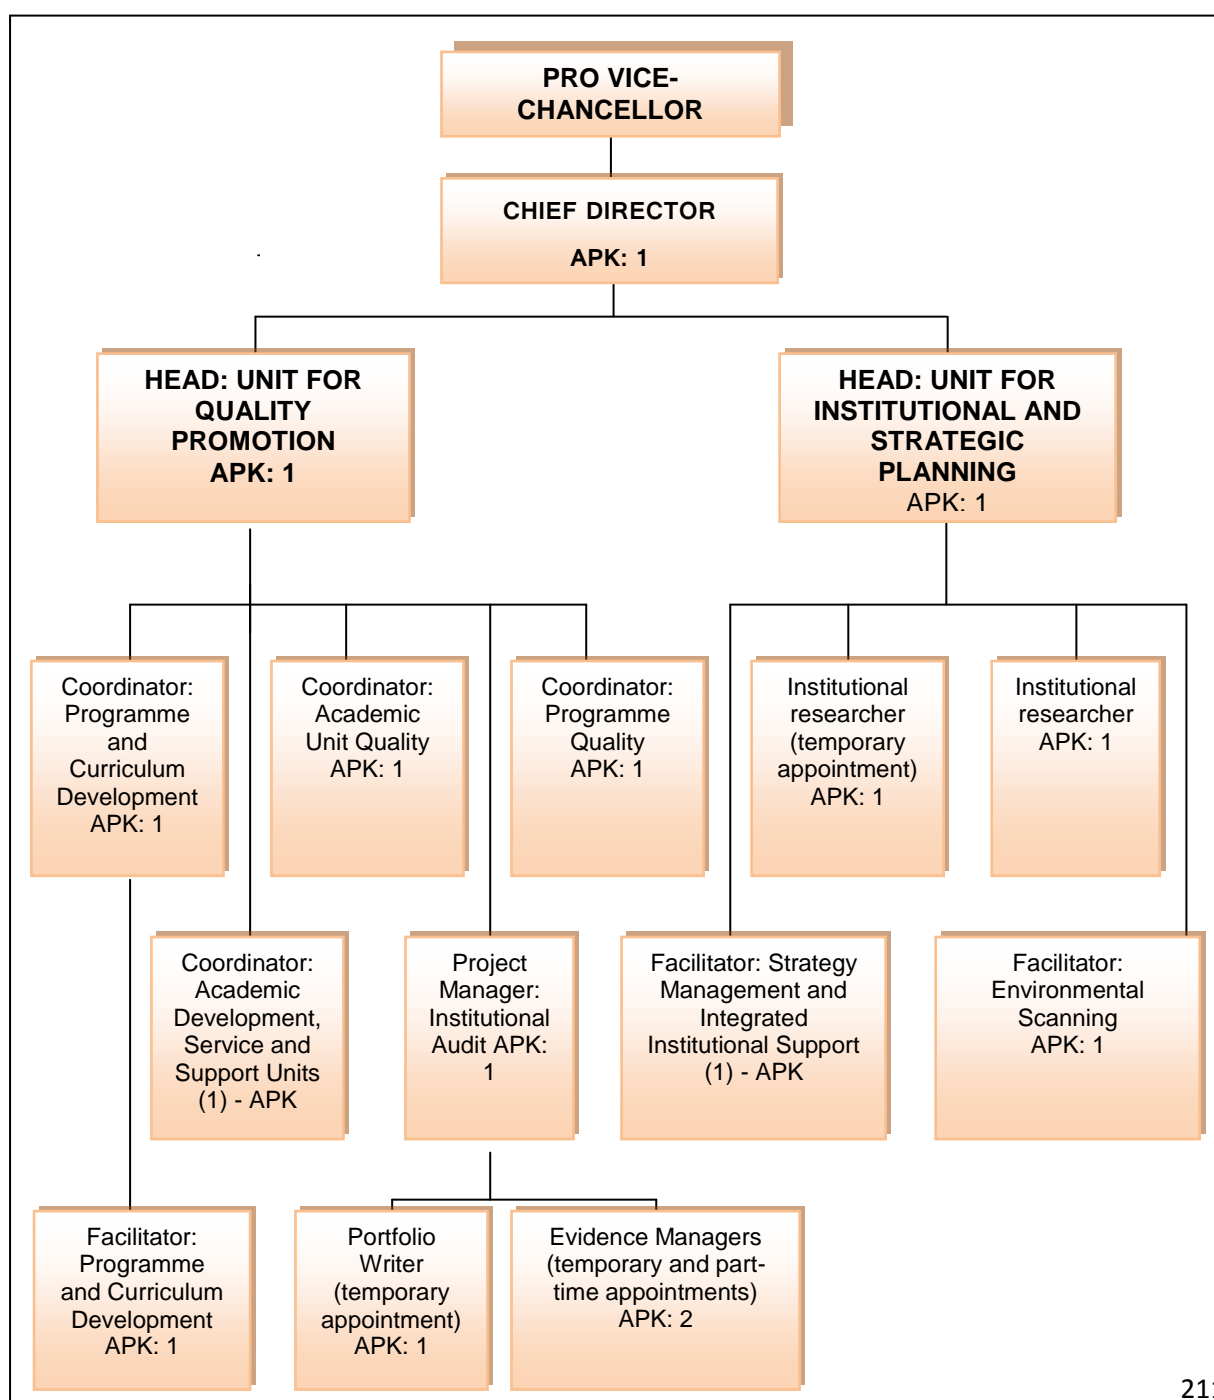 PRO VICE-
CHANCELLOR
CHIEF DIRECTOR
APK: 1
HEAD: UNIT FOR
QUALITY
PROMOTION
APK: 1
HEAD: UNIT FOR
INSTITUTIONAL AND
STRATEGIC
PLANNING
APK: 1
Coordinator:
Programme
and
Curriculum
Development
APK: 1
Coordinator:
Academic
Unit Quality
APK: 1
Coordinator:
Programme
Quality
APK: 1
Institutional
researcher
(temporary
appointment)
APK: 1
Institutional
researcher
APK: 1
Coordinator:
Academic
Development,
Service and
Support Units
(1) - APK
Project
Manager:
Institutional
Audit APK:
1
Facilitator: Strategy
Management and
Integrated
Institutional Support
(1) - APK
Facilitator:
Environmental
Scanning
APK: 1
Facilitator:
Programme
and Curriculum
Development
APK: 1
Portfolio
Writer
(temporary
appointment)
APK: 1
Evidence Managers
(temporary and part-
time appointments)
APK: 2
211